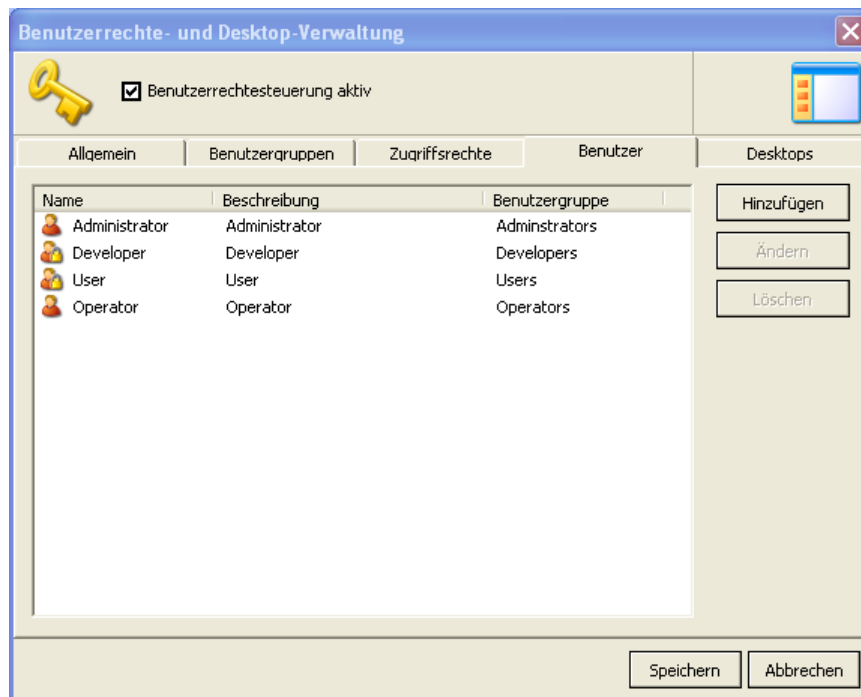 Benutzerrechte- und Desktop-Verwaltung
Benutzerrechtesteuerung aktiv
Allgemein Benutzergruppen Zugriffsrechte Benutzer Desktops
Name Beschreibung Benutzergruppe
Administrator Administrator Adminstrators
Developer Developer Developers
User User Users
Operator Operator Operators
Hinzufügen
Ändern
Löschen
Speichern Abbrechen